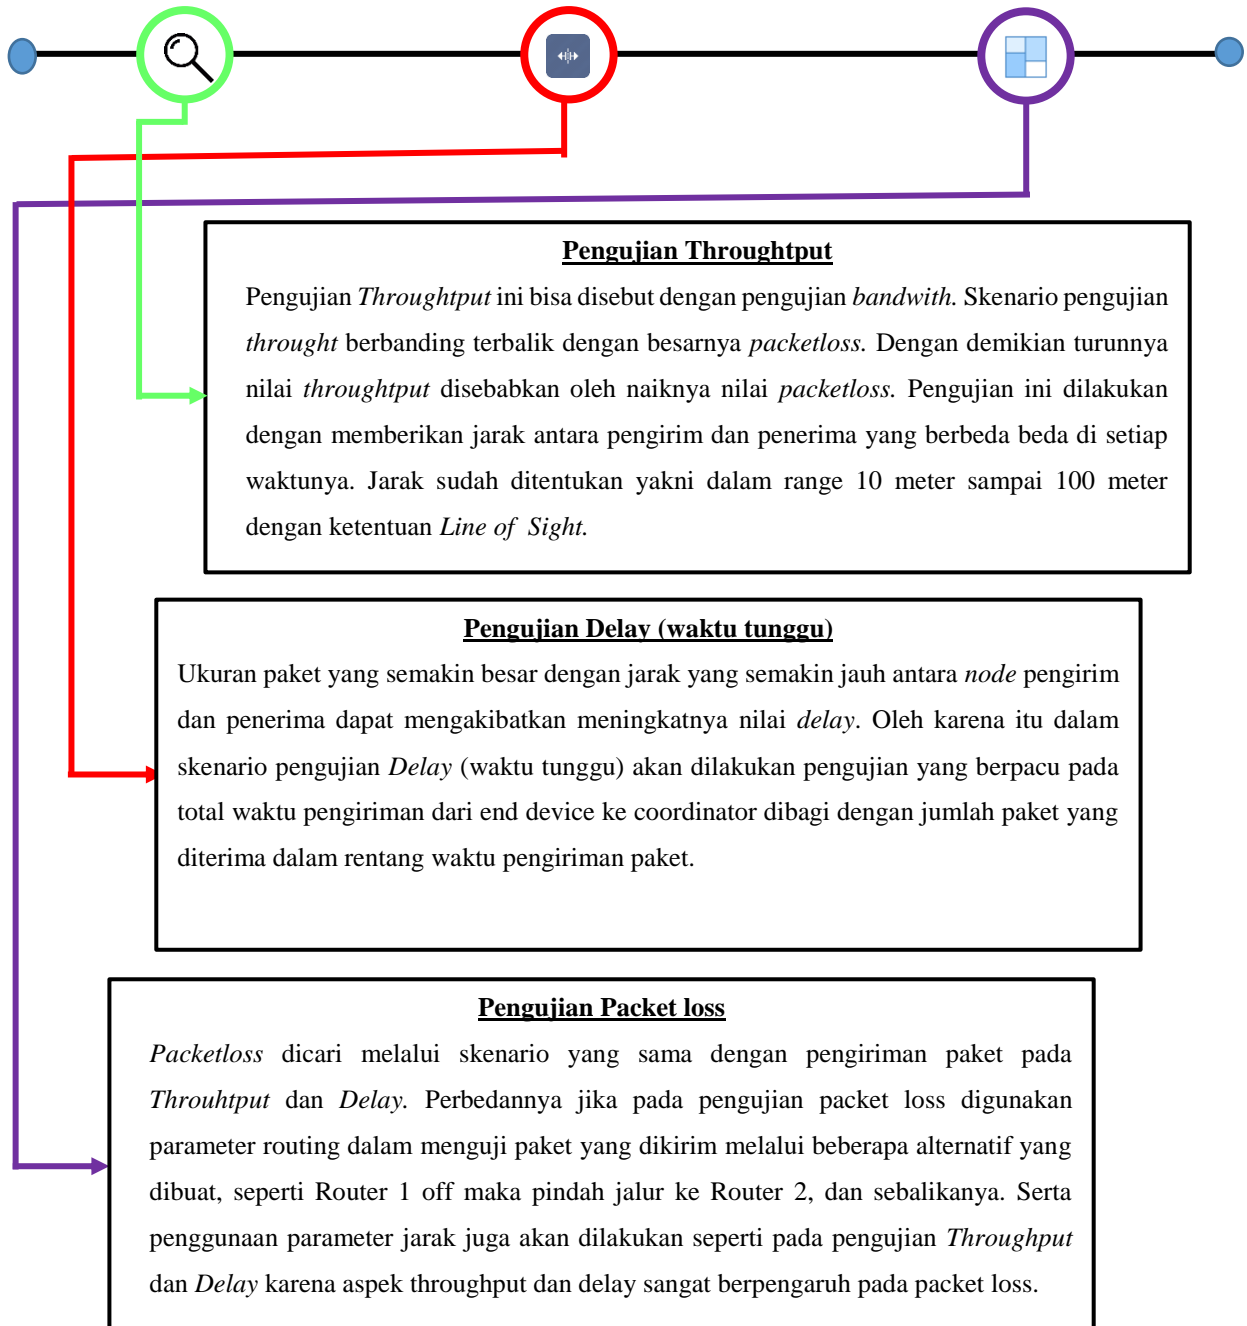 Pengujian Throughtput
Pengujian Throughtput ini bisa disebut dengan pengujian bandwith. Skenario pengujian
throught berbanding terbalik dengan besarnya packetloss. Dengan demikian turunnya
nilai throughtput disebabkan oleh naiknya nilai packetloss. Pengujian ini dilakukan
dengan memberikan jarak antara pengirim dan penerima yang berbeda beda di setiap
waktunya. Jarak sudah ditentukan yakni dalam range 10 meter sampai 100 meter
dengan ketentuan Line of Sight.
Pengujian Delay (waktu tunggu)
Ukuran paket yang semakin besar dengan jarak yang semakin jauh antara node pengirim
dan penerima dapat mengakibatkan meningkatnya nilai delay. Oleh karena itu dalam
skenario pengujian Delay (waktu tunggu) akan dilakukan pengujian yang berpacu pada
total waktu pengiriman dari end device ke coordinator dibagi dengan jumlah paket yang
diterima dalam rentang waktu pengiriman paket.
Pengujian Packet loss
Packetloss dicari melalui skenario yang sama dengan pengiriman paket pada
Throuhtput dan Delay. Perbedannya jika pada pengujian packet loss digunakan
parameter routing dalam menguji paket yang dikirim melalui beberapa alternatif yang
dibuat, seperti Router 1 off maka pindah jalur ke Router 2, dan sebalikanya. Serta
penggunaan parameter jarak juga akan dilakukan seperti pada pengujian Throughput
dan Delay karena aspek throughput dan delay sangat berpengaruh pada packet loss.